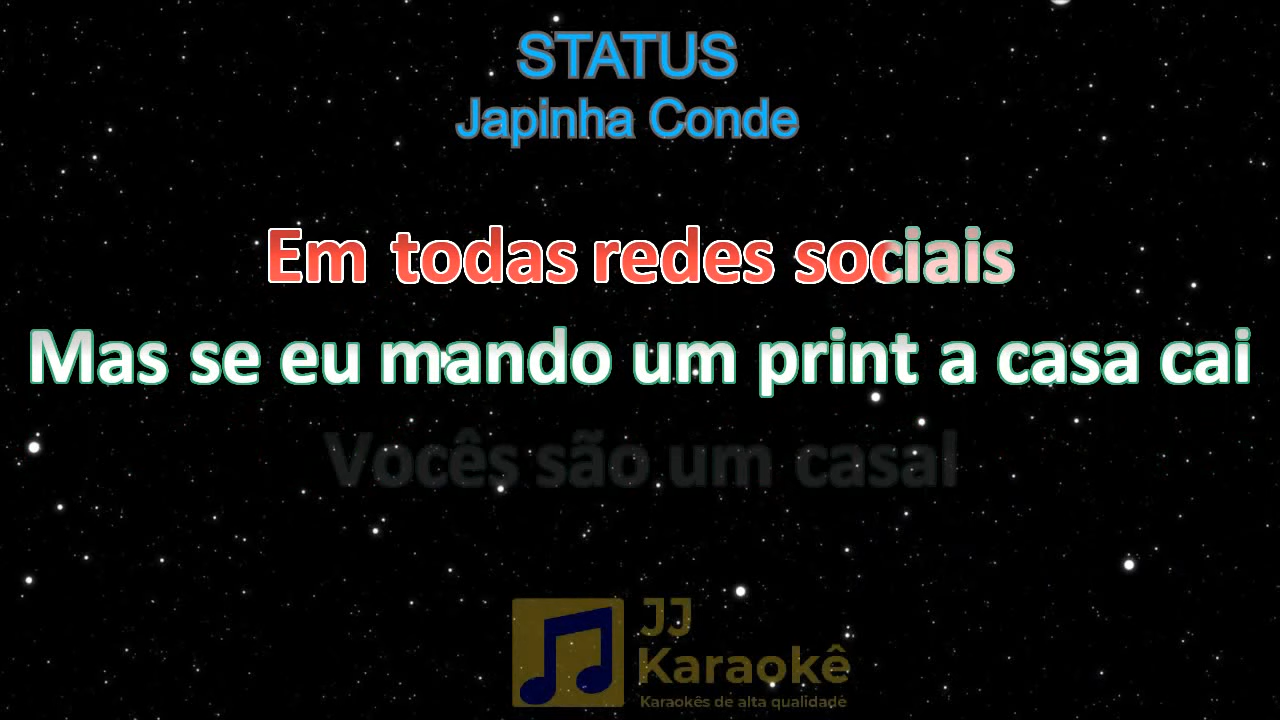 STATUS
Japinha Conde
Em todas redes sociais
Mas se eu mando um print a casa cai
Vocês são um casal
JJ
Karaokê
Karaokês de alta qualidade